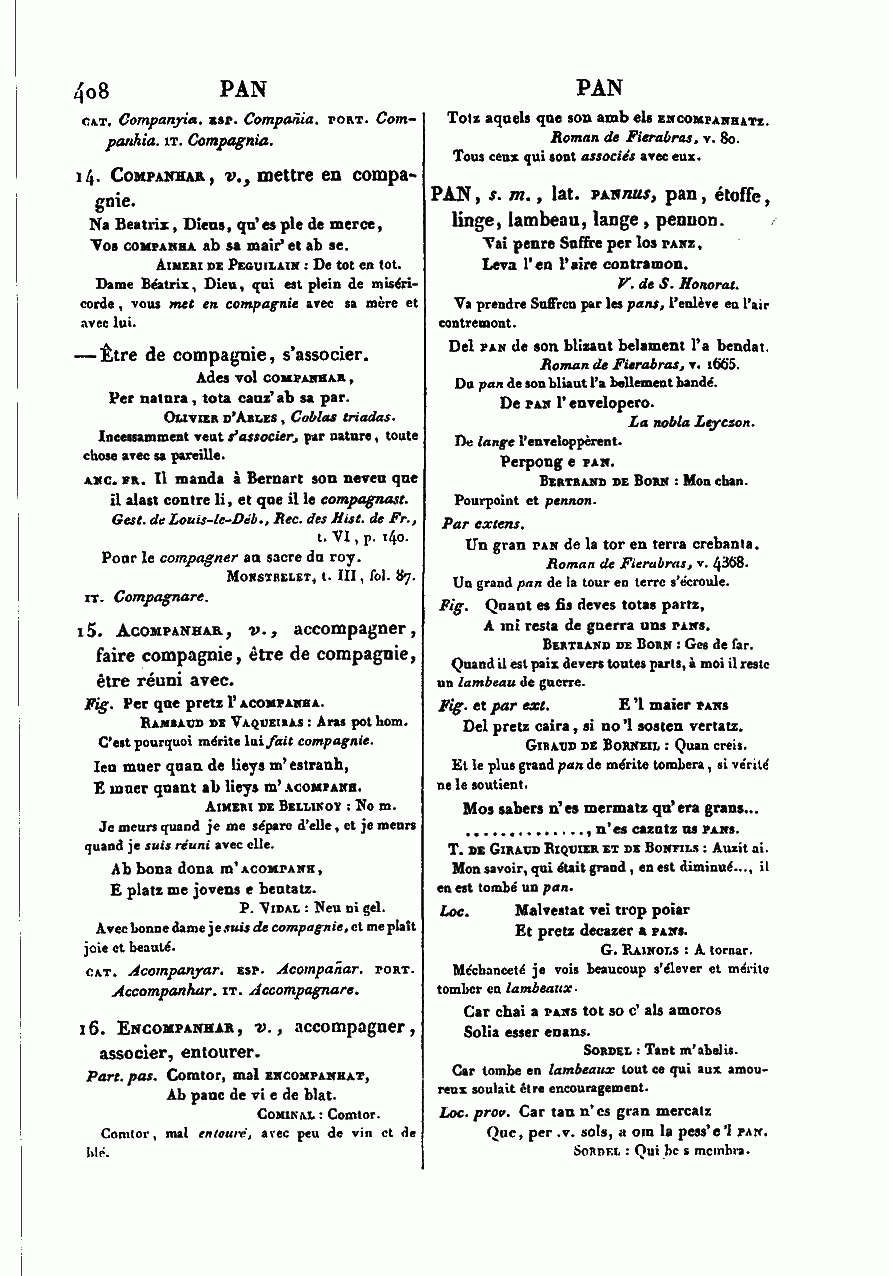 408 PAN
CAT. Companyia. ESP. Compañia. PORT. Com-
panhia. IT. Compagnia.
14. COMPANHAR, v., mettre en compa-
gnie.
Na Beatrix, Dieus, qu'es ple de merce,
Vos COMPANHA ab sa mair' et ab se.
AIMERI DE PEGUILAIN : De tot en tot.
Dame Béatrix, Dieu, qui est plein de miséri-
corde, vous met en compagnie avec sa mère et
avec lui.
— Être de compagnie, s'associer.
Ades vol COMPANHAR,
Per natura, tota cauz' ab sa par.
OLIVIER D'ARLES, Coblas triadas.
Incessamment veut s'associer, par nature, toute
chose avec sa pareille.
ANC. FR. Il manda à Bernart son neveu que
il alast contre li, et que il le compagnast.
Gest. de Louis-le-Déb., Rec. des Hist. de Fr.,
t. VI, p. 140.
Pour le compagner au sacre du roy.
MONSTRELET, t. III, fol. 87.
IT. Compagnare.
15. ACOMPANHAR, v., accompagner,
faire compagnie, être de compagnie,
être réuni avec.
Fig. Per que pretz l'ACOMPANHA.
RAMBAUD DE VAQUEIRAS : Aras pot hom.
C'est pourquoi mérite lui fait compagnie.
Ieu muer quan de lieys m'estranh,
E muer quant ab lieys m'ACOMPANH.
AIMERI DE BELLINOY : No m.
Je meurs quand je me sépare d'elle, et je meurs
quand je suis réuni avec elle.
Ab bona dona m'ACOMPANH,
E platz me jovens e beutatz.
P. VIDAL : Neu ni gel.
Avec bonne dame je suis de compagnie, et me plaît
joie et beauté.
CAT. Acompanyar. ESP. Acompañar. PORT.
Accompanhar. IT. Accompagnare.
16. ENCOMPANHAR, v., accompagner,
associer, entourer.
Part. pas. Comtor, mal ENCOMPANHAT,
Ab pauc de vi e de blat.
COMINAL : Comtor.
Comtor, mal entouré, avec peu de vin et de
blé.
PAN
Totz aquels que son amb els ENCOMPANHATZ.
Roman de Fierabras, v. 80.
Tous ceux qui sont associés avec eux.
PAN, s. m., lat. PANnus, pan, étoffe,
linge, lambeau, lange, pennon.
Vai penre Suffre per los PANZ,
Leva l'en l'aire contramon.
V. de S. Honorat.
Va prendre Suffren par les pans, l'enlève en l'air
contremont.
Del PAN de son blizaut belament l'a bendat.
Roman de Fierabras, v. 1665.
Du pan de son bliaut l'a bellement bandé.
De PAN l'envelopero.
La nobla Leyczon.
De lange l'enveloppèrent.
Perpong e PAN.
BERTRAND DE BORN : Mon chan.
Pourpoint et pennon.
Par extens.
Un gran PAN de la tor en terra crebanta.
Roman de Fierabras, v. 4368.
Un grand pan de la tour en terre s'écroule.
Fig. Quant es fis deves totas partz,
A mi resta de guerra uns PANS.
BERTRAND DE BORN : Ges de far.
Quand il est paix devers toutes parts, à moi il reste
un lambeau de guerre.
Fig. et par ext. E'l maier PANS
Del pretz caira, si no'l sosten vertatz.
GIRAUD DE BORNEIL : Quan creis.
Et le plus grand pan de mérite tombera, si vérité
ne le soutient.
Mos sabers n'es mermatz qu'era grans...
.............., n'es cazutz us PANS.
T. DE GIRAUD RIQUIER ET DE BONFILS : Auzit ai.
Mon savoir, qui était grand, en est diminué..., il
en est tombé un pan.
Loc. Malvestat vei trop poiar
Et pretz decazer a PANS.
G. RAINOLS : A tornar.
Méchanceté je vois beaucoup s'élever et mérite
tomber en lambeaux.
Car chai a PANS tot so c'als amoros
Solia esser enans.
SORDEL : Tant m'abelis.
Car tombe en lambeaux tout ce qui aux amou-
reux soulait être encouragement.
Loc. prov. Car tan n'es gran mercatz
Que, per .v. sols, a om la pess'e'l PAN.
SORDEL : Qui be s membra.